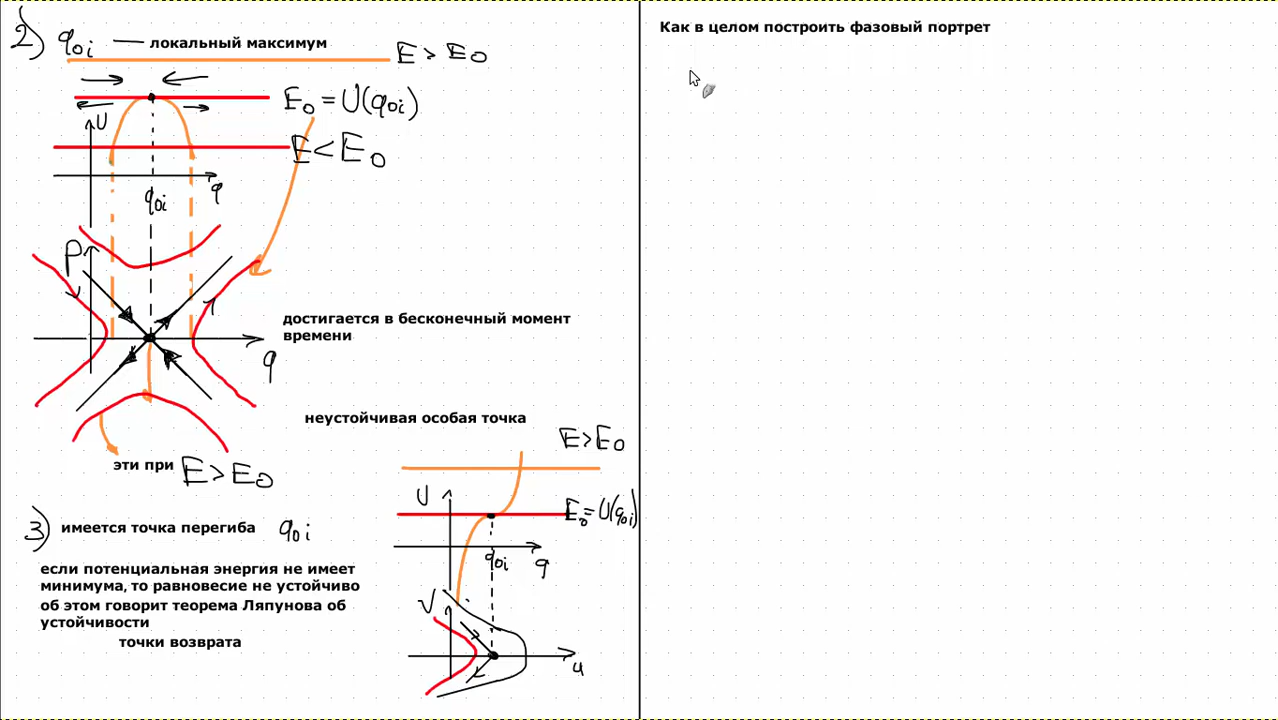 2) q₀ᵢ — локальный максимум
E > E₀
E₀ = U(q₀ᵢ)
U
E < E₀
q
q₀ᵢ
P
q
достигается в бесконечный момент
времени
неустойчивая особая точка
эти при E > E₀
E > E₀
U
E₀ = U(q₀ᵢ)
q₀ᵢ
q
3) имеется точка перегиба q₀ᵢ
если потенциальная энергия не имеет
минимума, то равновесие не устойчиво
об этом говорит теорема Ляпунова об
устойчивости
точки возврата
V
u
Как в целом построить фазовый портрет